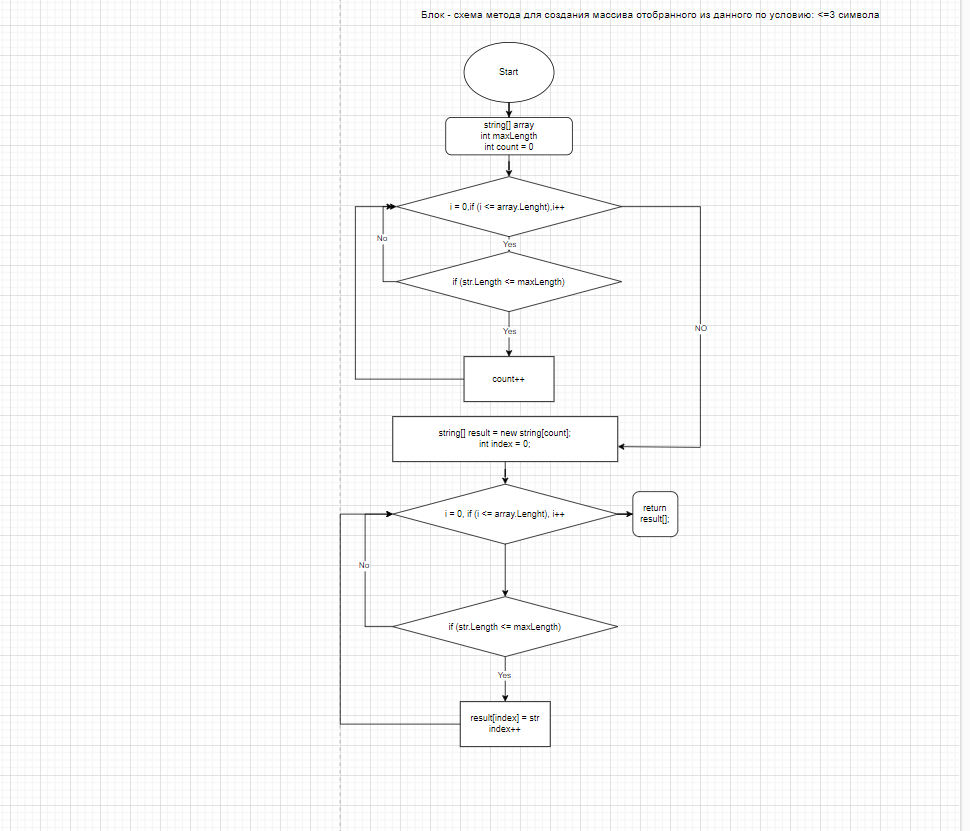 Блок - схема метода для создания массива отобранного из данного по условию: <=3 символа
Start
string[] array
int maxLength
int count = 0
i = 0,if (i <= array.Lenght),i++
No
Yes
if (str.Length <= maxLength)
NO
Yes
count++
string[] result = new string[count];
int index = 0;
i = 0, if (i <= array.Lenght), i++
return
result[];
No
if (str.Length <= maxLength)
Yes
result[index] = str
index++